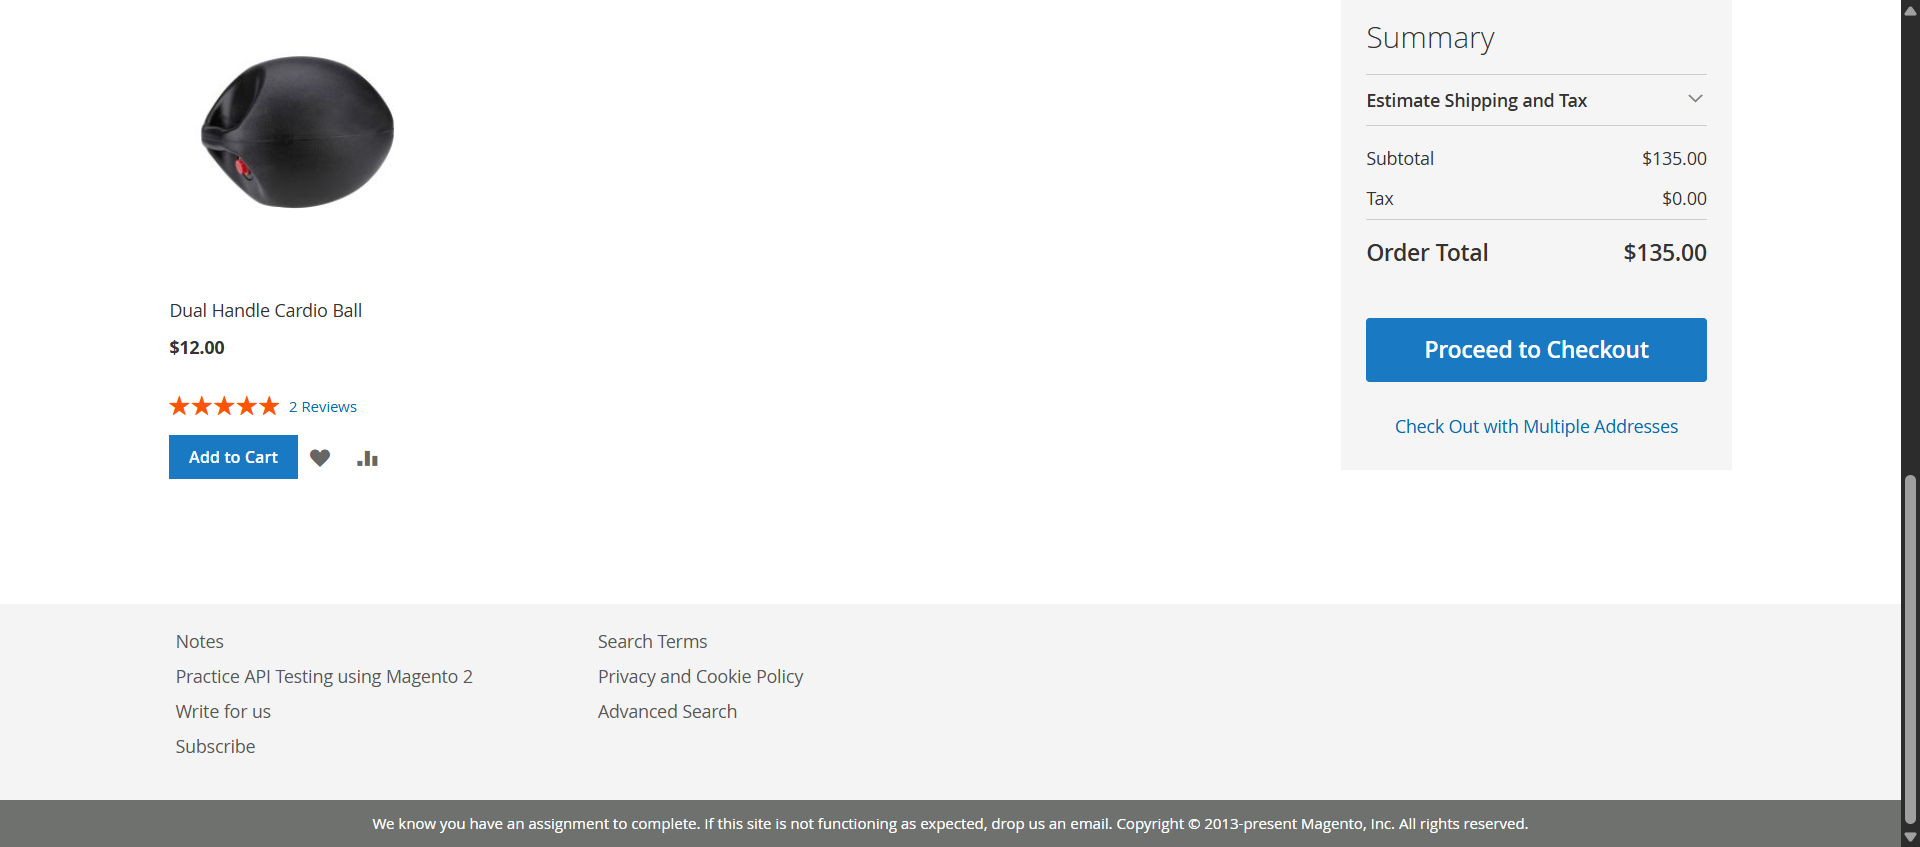 Summary
Estimate Shipping and Tax
Subtotal $135.00
Tax $0.00
Order Total $135.00
Proceed to Checkout
Check Out with Multiple Addresses
Dual Handle Cardio Ball
$12.00
2 Reviews
Add to Cart
Notes
Practice API Testing using Magento 2
Write for us
Subscribe
Search Terms
Privacy and Cookie Policy
Advanced Search
We know you have an assignment to complete. If this site is not functioning as expected, drop us an email. Copyright © 2013-present Magento, Inc. All rights reserved.